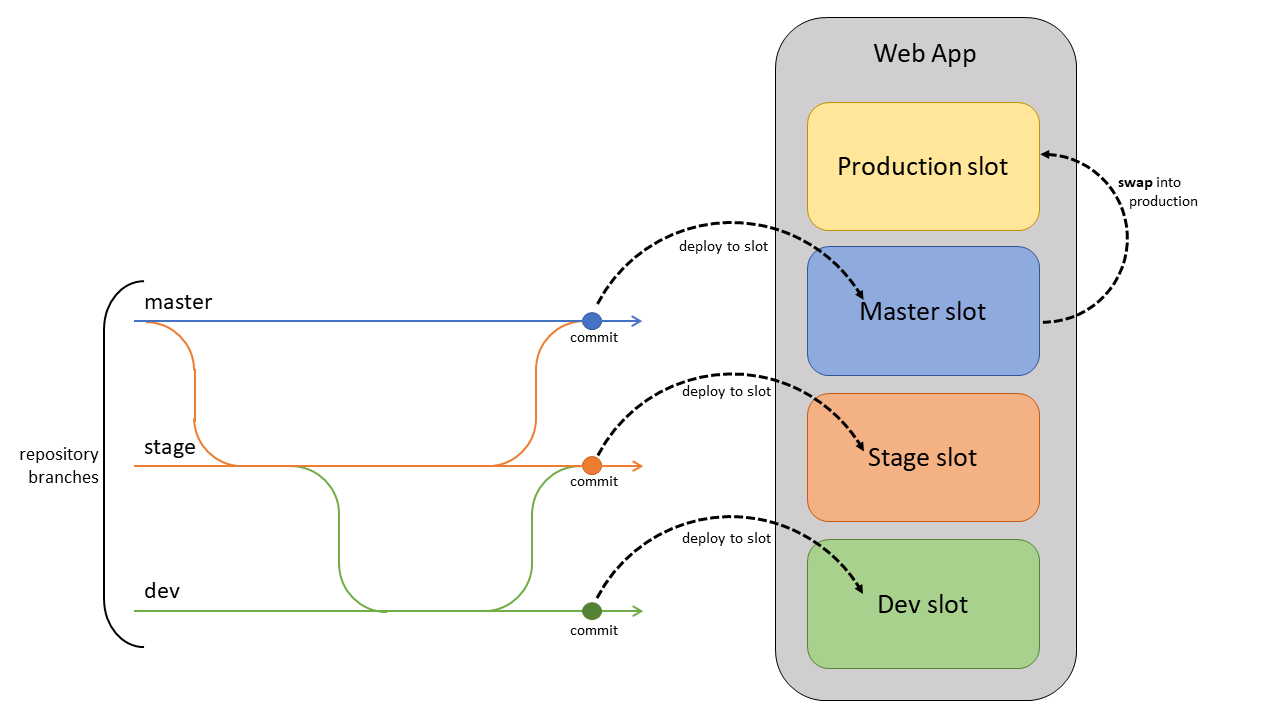 Web App
Production slot
swap into
production
deploy to slot
Master slot
master
commit
deploy to slot
stage
Stage slot
repository
branches
commit
deploy to slot
dev
Dev slot
commit